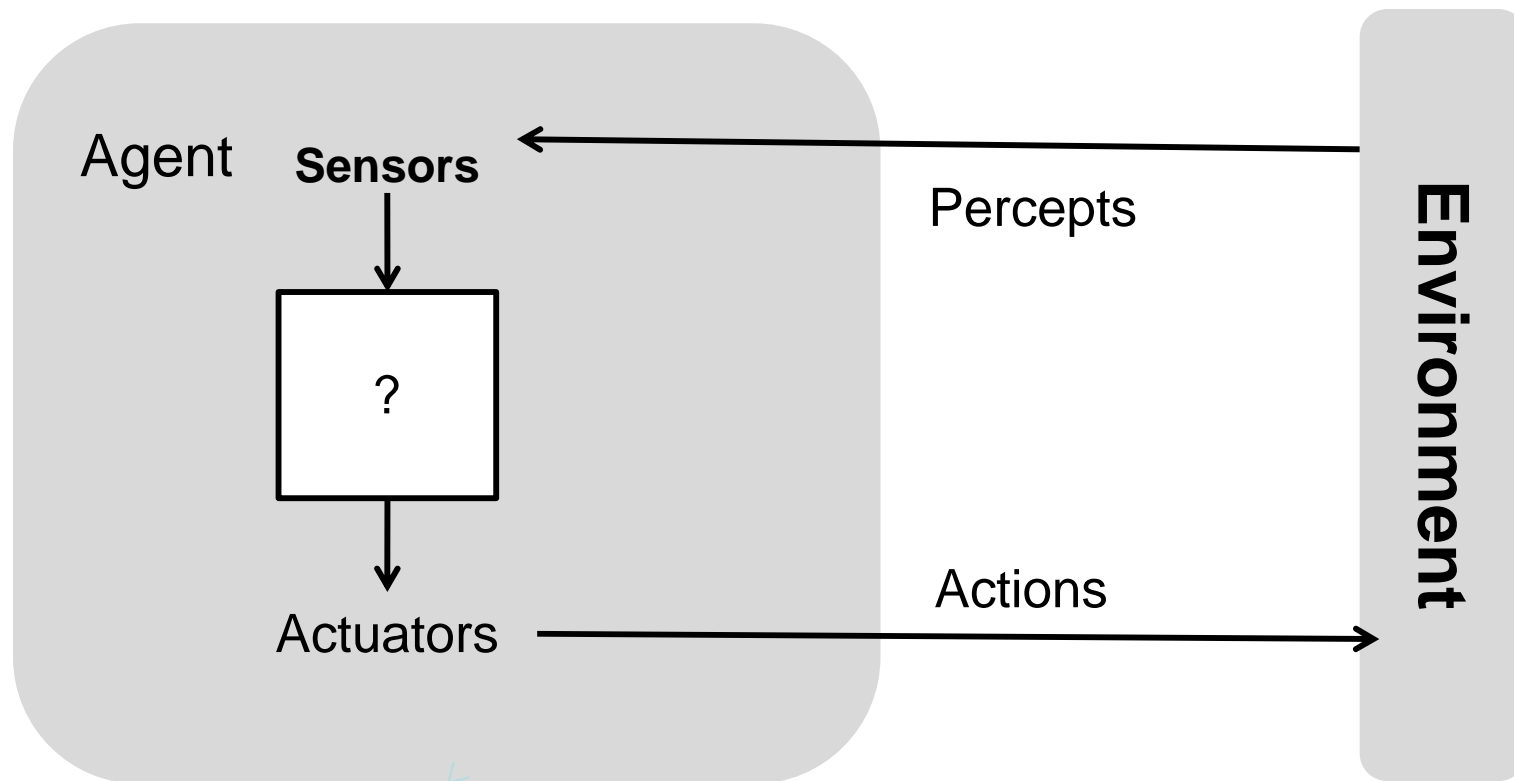 Agent
Sensors
Percepts
?
Actions
Actuators
Environment